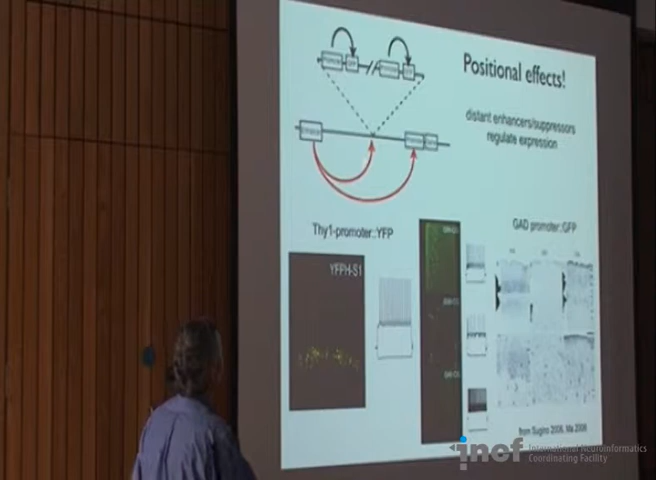 Positional effects!
distant enhancers/suppressors
regulate expression
Thy1-promoter::YFP
GAD promoter::GFP
YFPH-S1
from Sugino 2006, Ma 2006
incf International Neuroinformatics
Coordinating Facility